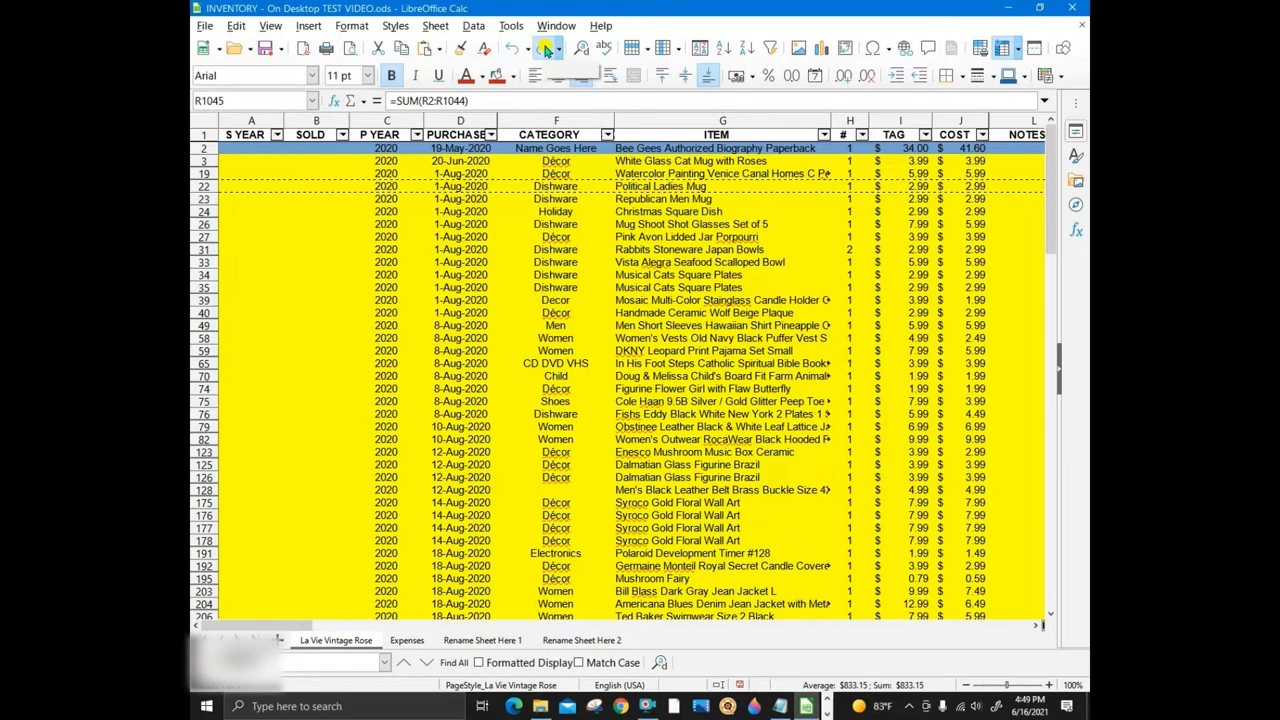 INVENTORY - On Desktop TEST VIDEO.ods - LibreOffice Calc
File Edit View Insert Format Styles Sheet Data Tools Window Help
Arial 11 pt
R1045 =SUM(R2:R1044)
A B C D E F G H I J L
1 S YEAR SOLD P YEAR PURCHASE CATEGORY ITEM # TAG COST NOTES
2 2020 19-May-2020 Name Goes Here Bee Gees Authorized Biography Paperback 1 $ 34.00 $ 41.60
3 2020 20-Jun-2020 Décor White Glass Cat Mug with Roses 1 $ 3.99 $ 3.99
19 2020 1-Aug-2020 Décor Watercolor Painting Venice Canal Homes C Pe 1 $ 5.99 $ 5.99
22 2020 1-Aug-2020 Dishware Political Ladies Mug 1 $ 2.99 $ 2.99
23 2020 1-Aug-2020 Dishware Republican Men Mug 1 $ 2.99 $ 2.99
24 2020 1-Aug-2020 Holiday Christmas Square Dish 1 $ 2.99 $ 2.99
26 2020 1-Aug-2020 Dishware Mug Shoot Shot Glasses Set of 5 1 $ 7.99 $ 5.99
27 2020 1-Aug-2020 Décor Pink Avon Lidded Jar Porpourri 1 $ 3.99 $ 3.99
31 2020 1-Aug-2020 Dishware Rabbits Stoneware Japan Bowls 2 $ 2.99 $ 2.99
33 2020 1-Aug-2020 Dishware Vista Alegra Seafood Scalloped Bowl 1 $ 5.99 $ 5.99
34 2020 1-Aug-2020 Dishware Musical Cats Square Plates 1 $ 2.99 $ 2.99
35 2020 1-Aug-2020 Dishware Musical Cats Square Plates 1 $ 2.99 $ 2.99
39 2020 1-Aug-2020 Decor Mosaic Multi-Color Stainglass Candle Holder 1 $ 3.99 $ 1.99
40 2020 1-Aug-2020 Décor Handmade Ceramic Wolf Beige Plaque 1 $ 2.99 $ 2.99
49 2020 8-Aug-2020 Men Men Short Sleeves Hawaiian Shirt Pineapple 1 $ 5.99 $ 5.99
58 2020 8-Aug-2020 Women Women's Vests Old Navy Black Puffer Vest S 1 $ 4.99 $ 2.49
59 2020 8-Aug-2020 Women DKNY Leopard Print Pajama Set Small 1 $ 5.99 $ 5.99
65 2020 8-Aug-2020 CD DVD VHS In His Foot Steps Catholic Spiritual Bible Book 1 $ 3.99 $ 3.99
70 2020 8-Aug-2020 Child Doug & Melissa Child's Board Fit Farm Animal 1 $ 1.99 $ 1.99
74 2020 8-Aug-2020 Décor Figurine Flower Girl with Flaw Butterfly 1 $ 3.99 $ 3.99
75 2020 8-Aug-2020 Shoes Cole Haan 9.5B Silver / Gold Glitter Peep Toe 1 $ 7.99 $ 3.99
76 2020 8-Aug-2020 Dishware Fishs Eddy Black White New York 2 Plates 1 1 $ 5.99 $ 4.49
79 2020 10-Aug-2020 Women Obstinee Leather Black & White Leaf Lattice Ja 1 $ 6.99 $ 6.99
82 2020 10-Aug-2020 Women Women's Outwear RocaWear Black Hooded 1 $ 9.99 $ 9.99
123 2020 12-Aug-2020 Décor Enesco Mushroom Music Box Ceramic 1 $ 3.99 $ 3.99
125 2020 12-Aug-2020 Décor Dalmatian Glass Figurine Brazil 1 $ 3.99 $ 3.99
126 2020 12-Aug-2020 Décor Dalmatian Glass Figurine Brazil 1 $ 3.99 $ 3.99
128 2020 12-Aug-2020 Men's Black Leather Belt Brass Buckle Size 4 1 $ 4.99 $ 4.99
175 2020 14-Aug-2020 Décor Syroco Gold Floral Wall Art 1 $ 7.99 $ 7.99
176 2020 14-Aug-2020 Décor Syroco Gold Floral Wall Art 1 $ 7.99 $ 7.99
177 2020 14-Aug-2020 Décor Syroco Gold Floral Wall Art 1 $ 7.99 $ 7.99
178 2020 14-Aug-2020 Décor Syroco Gold Floral Wall Art 1 $ 7.99 $ 7.99
191 2020 18-Aug-2020 Electronics Polaroid Development Timer #128 1 $ 1.99 $ 1.49
192 2020 18-Aug-2020 Décor Germaine Monteil Royal Secret Candle Covere 1 $ 3.99 $ 2.99
195 2020 18-Aug-2020 Décor Mushroom Fairy 1 $ 0.79 $ 0.59
203 2020 18-Aug-2020 Women Bill Blass Dark Gray Jean Jacket L 1 $ 9.99 $ 7.49
204 2020 18-Aug-2020 Women Americana Blues Denim Jean Jacket with Met 1 $ 12.99 $ 6.49
206 2020 18-Aug-2020 Women Ted Baker Swimwear Size 2 Black 1 $ 7.99 $ 5.99
La Vie Vintage Rose Expenses Rename Sheet Here 1 Rename Sheet Here 2
Find All Formatted Display Match Case
PageStyle_La Vie Vintage Rose English (USA) Average: $833.15; Sum: $833.15 100%
Type here to search 83°F 4:49 PM
6/16/2021